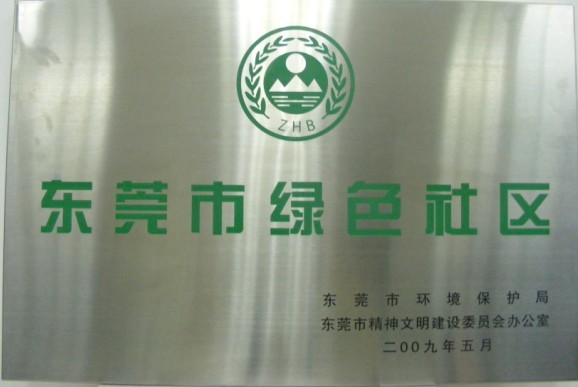 ZHB
东莞市绿色社区
东莞市环境保护局
东莞市精神文明建设委员会办公室
二00九年五月